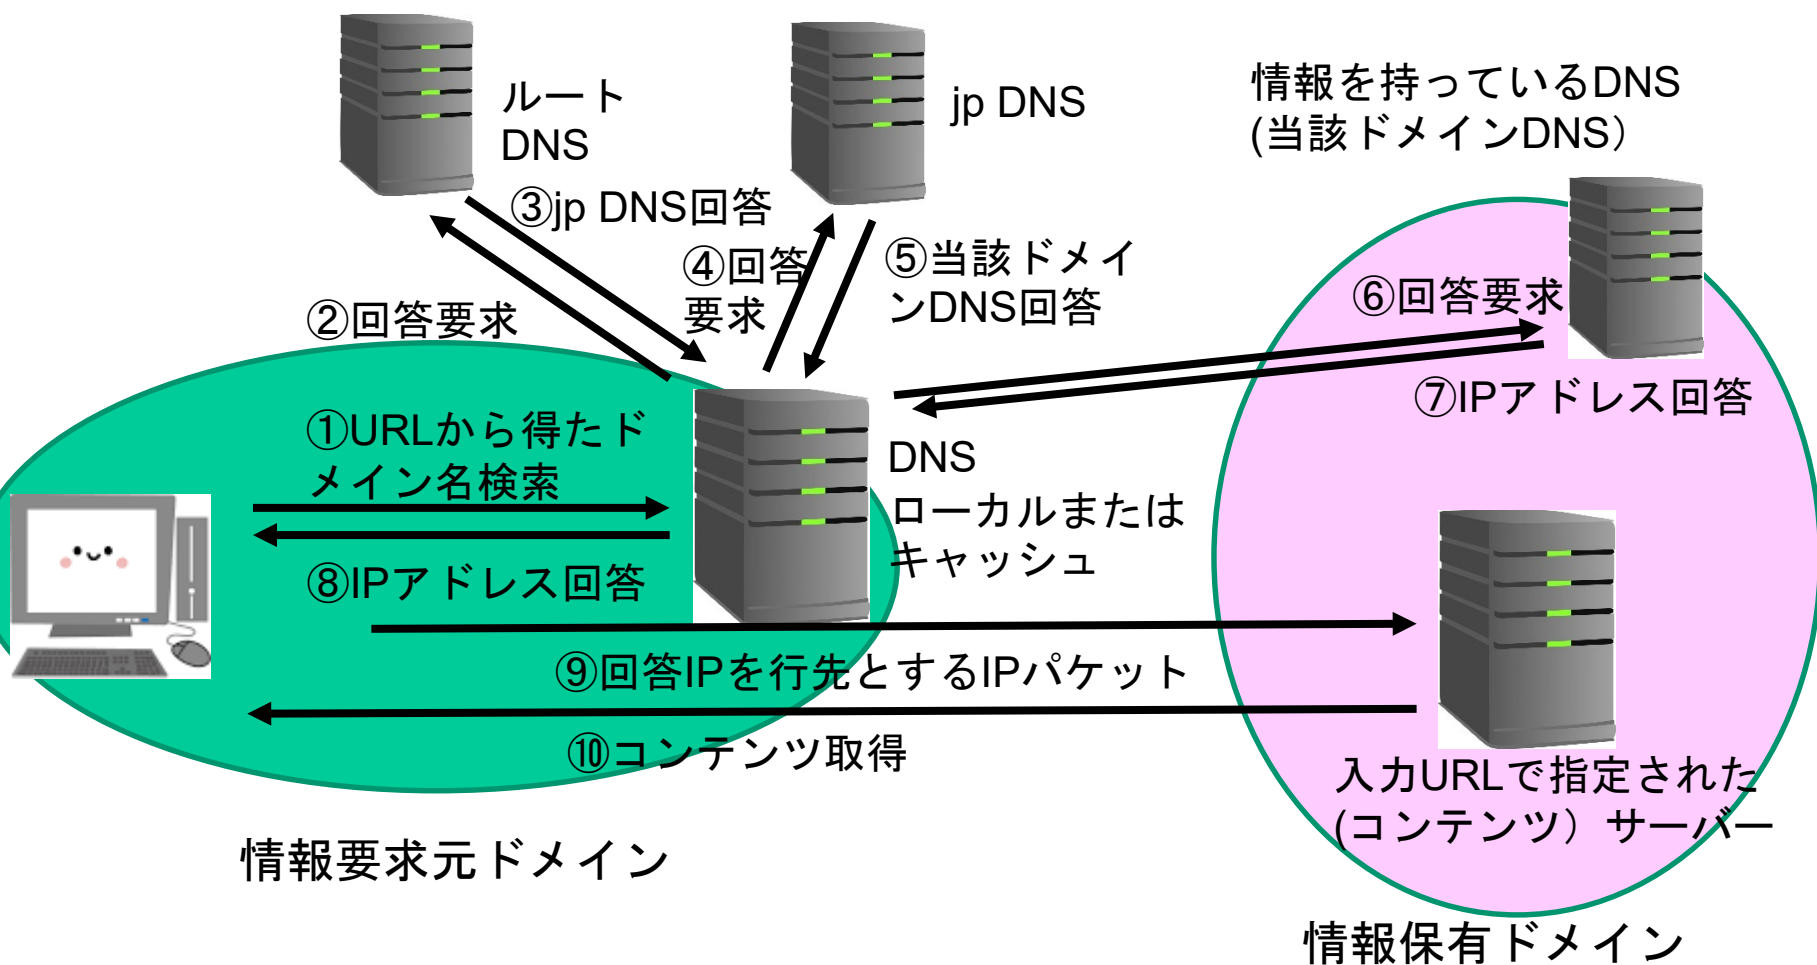 ルート
DNS
jp DNS
情報を持っているDNS
(当該ドメインDNS）
③jp DNS回答
④回答
要求
⑤当該ドメイ
ンDNS回答
②回答要求
⑥回答要求
⑦IPアドレス回答
①URLから得たド
メイン名検索
DNS
ローカルまたは
キャッシュ
⑧IPアドレス回答
⑨回答IPを行先とするIPパケット
⑩コンテンツ取得
入力URLで指定された
(コンテンツ）サーバー
情報要求元ドメイン
情報保有ドメイン